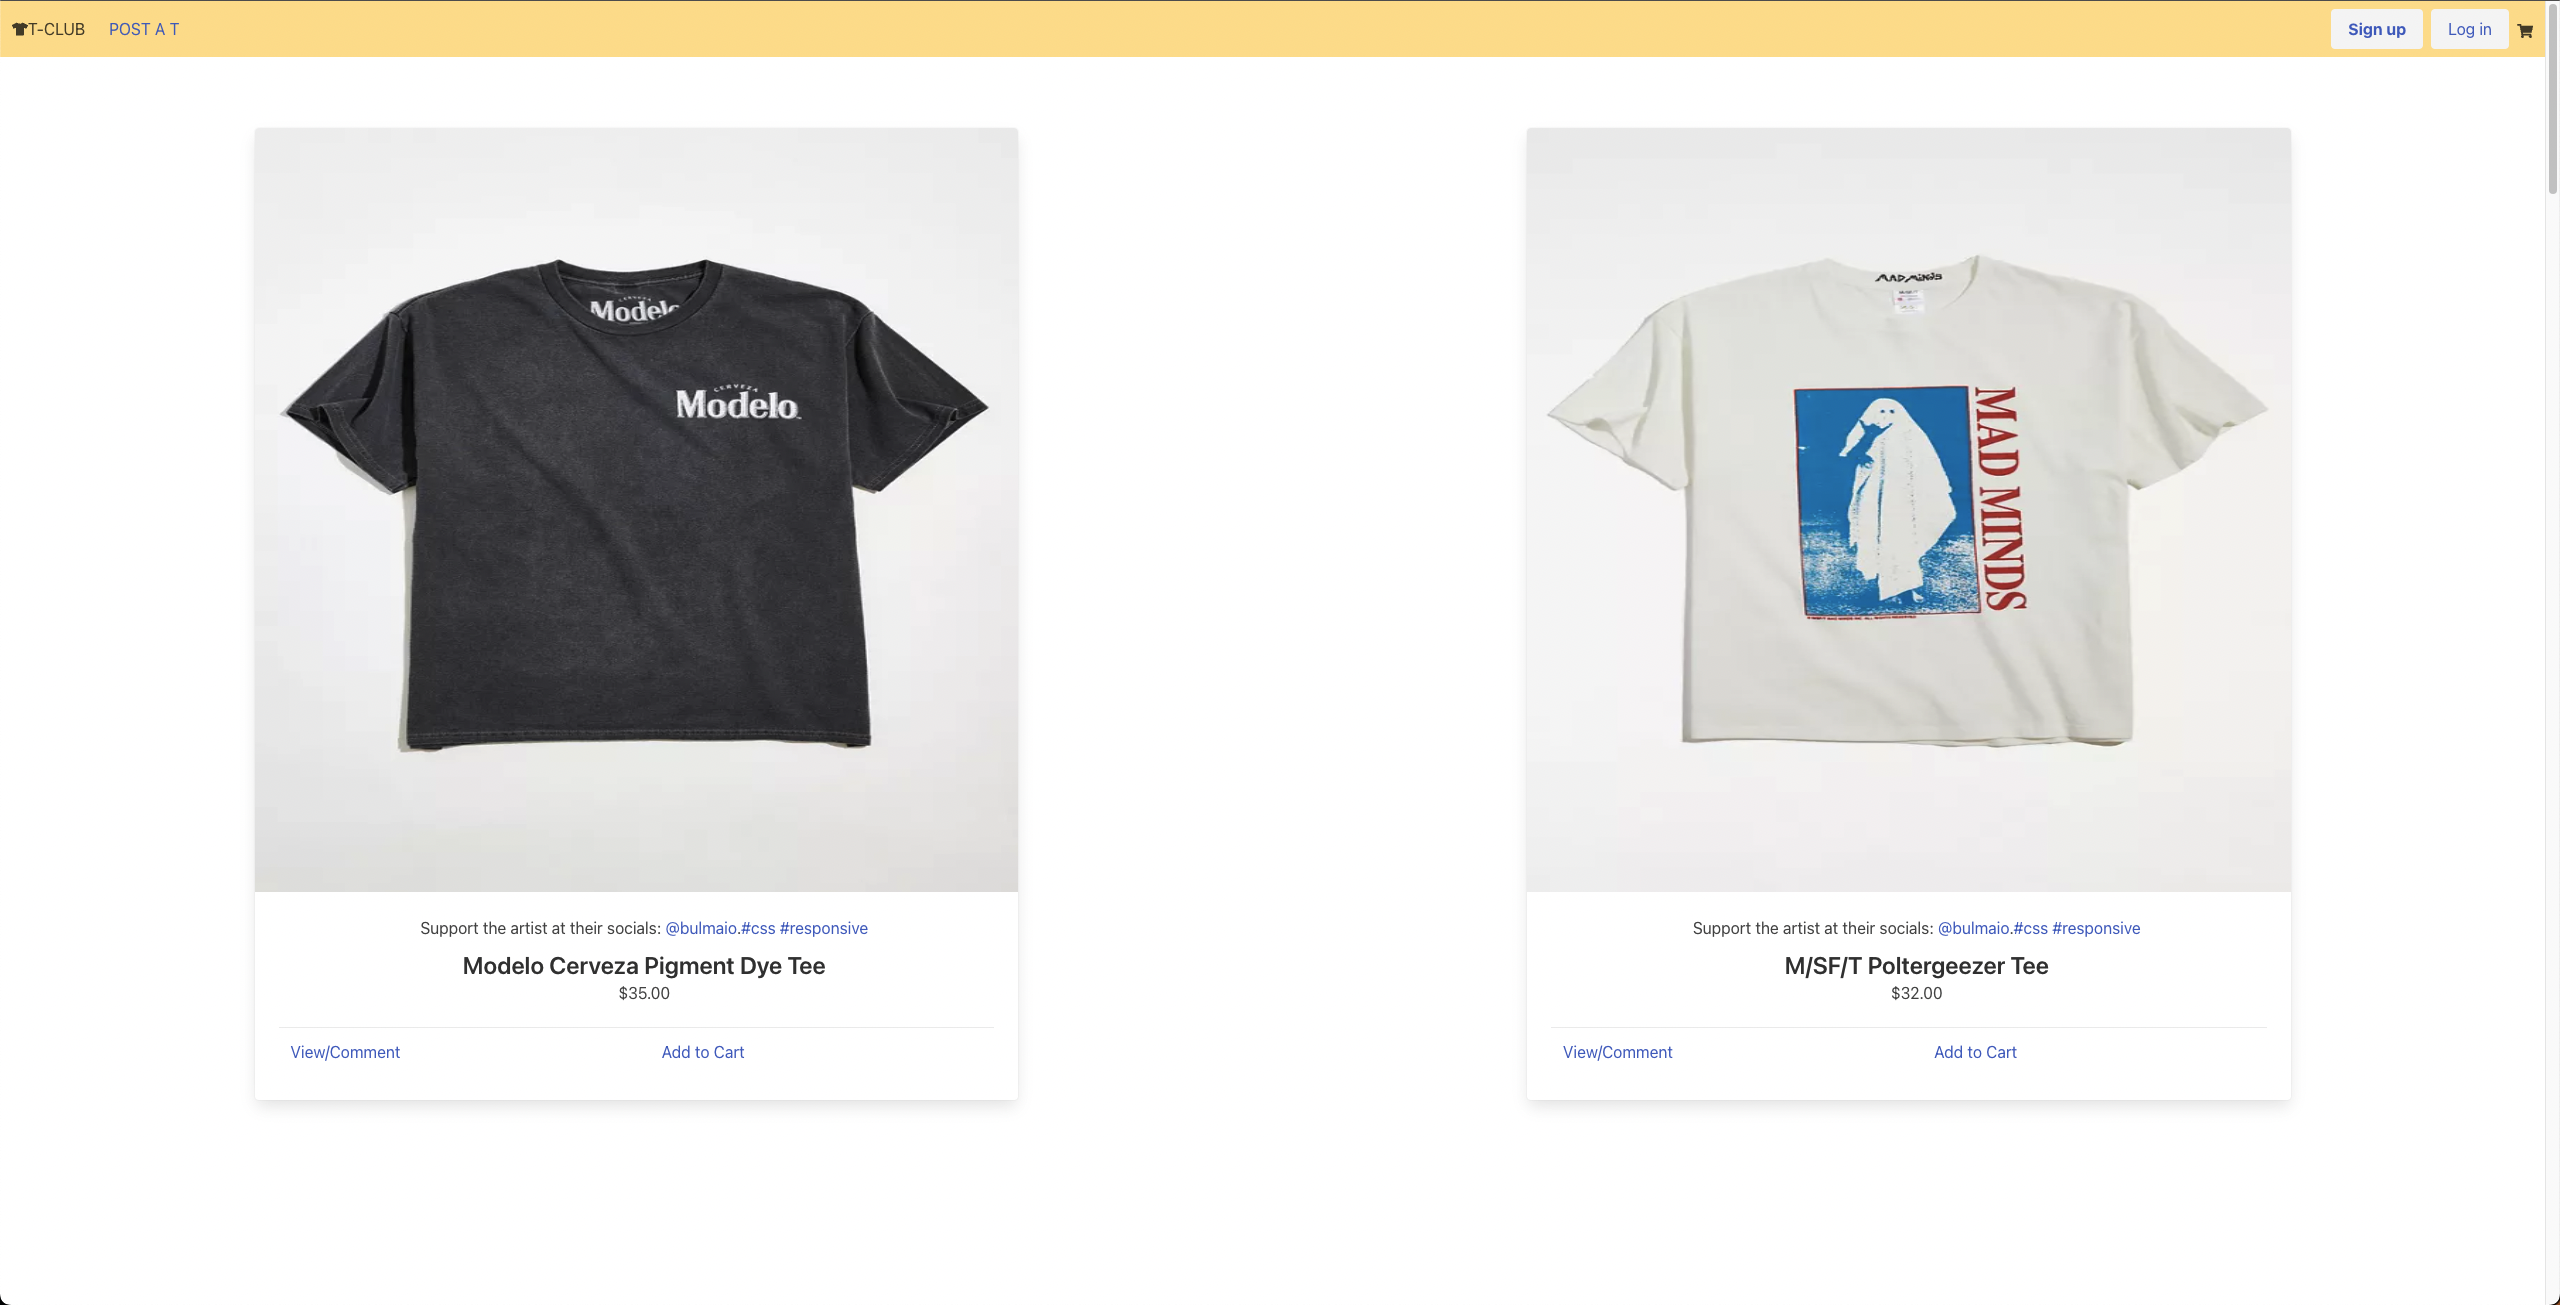 T-CLUB POST A T Sign up Log in
CERVEZA
Modelo
CERVEZA
Modelo
MAD MINDS
MAD MINDS
Support the artist at their socials: @bulmaio.#css #responsive
Modelo Cerveza Pigment Dye Tee
$35.00
View/Comment Add to Cart
Support the artist at their socials: @bulmaio.#css #responsive
M/SF/T Poltergeezer Tee
$32.00
View/Comment Add to Cart